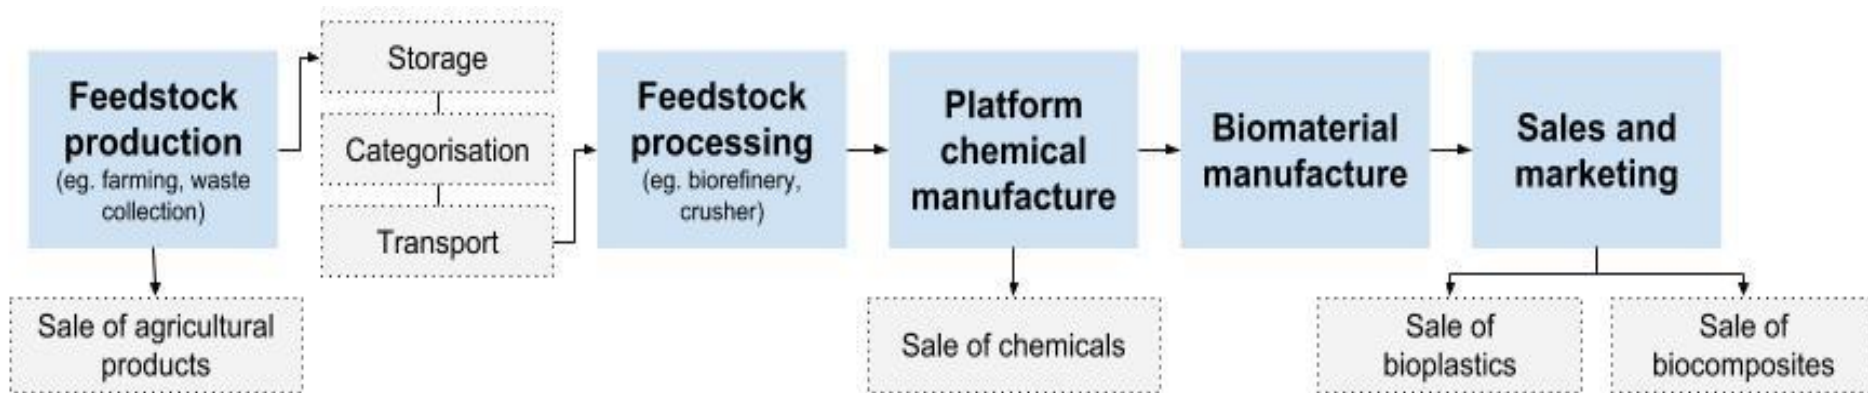 Feedstock
production
(eg. farming, waste
collection)
Sale of agricultural
products
Storage
Categorisation
Transport
Feedstock
processing
(eg. biorefinery,
crusher)
Platform
chemical
manufacture
Sale of chemicals
Biomaterial
manufacture
Sales and
marketing
Sale of
bioplastics
Sale of
biocomposites